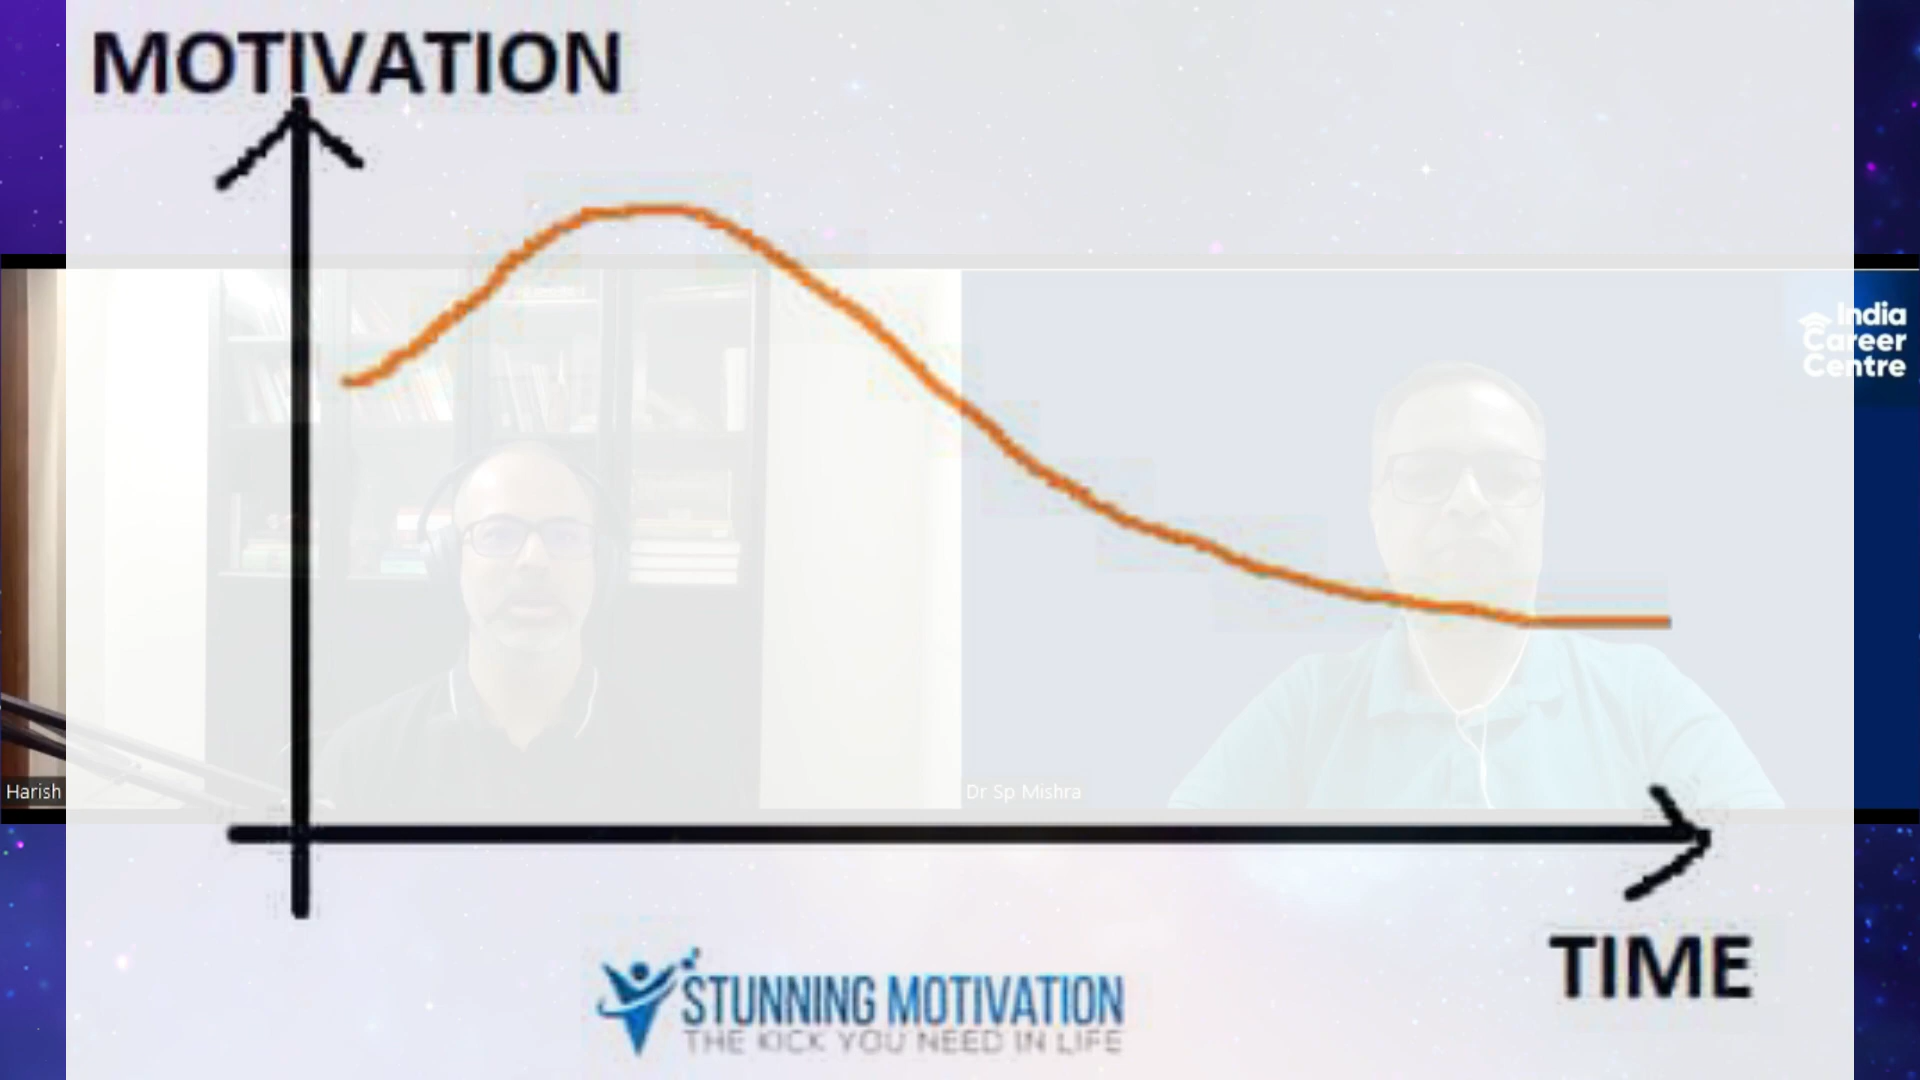 MOTIVATION
India
Career
Centre
Harish
Dr Sp Mishra
TIME
STUNNING MOTIVATION
THE KICK YOU NEED IN LIFE